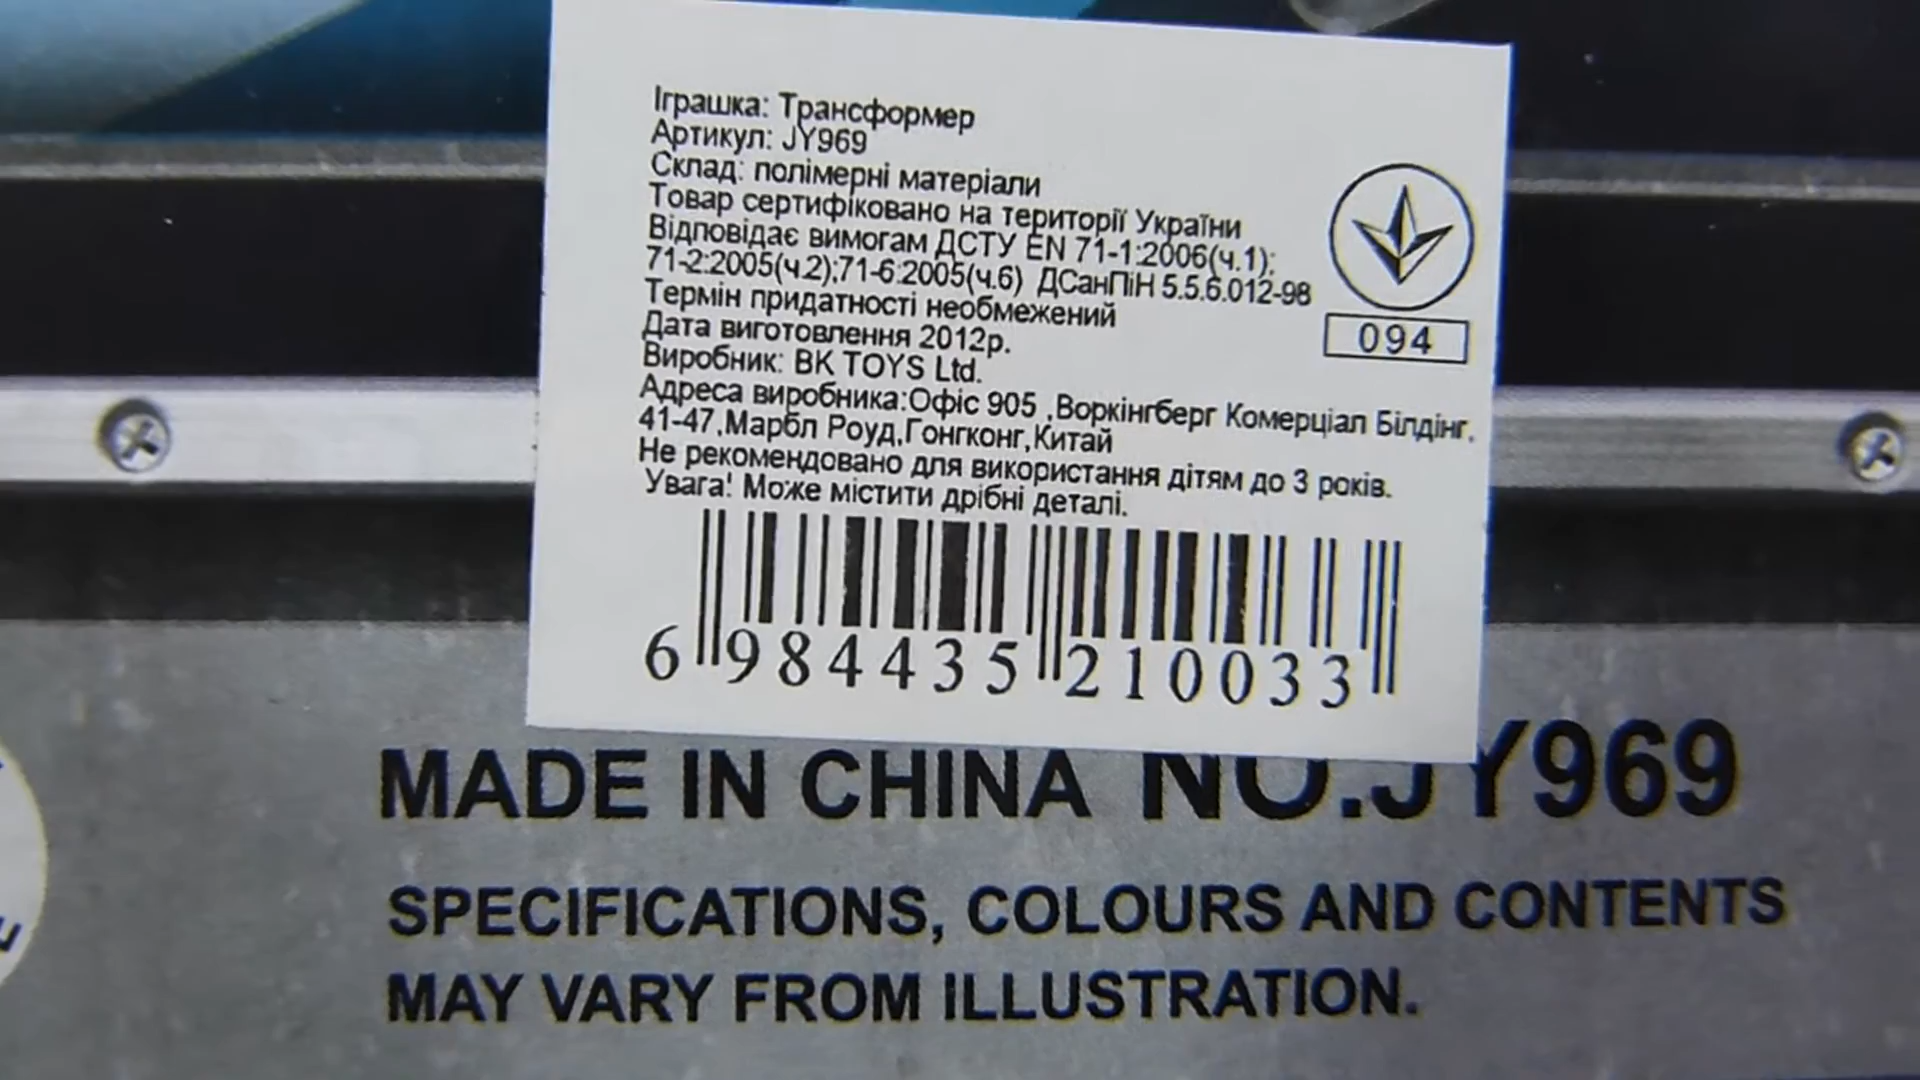 Іграшка: Трансформер
Артикул: JY969
Склад: полімерні матеріали
Товар сертифіковано на території України
Відповідає вимогам ДСТУ EN 71-1:2006(ч.1);
71-2:2005(ч.2);71-6:2005(ч.6) ДСанПіН 5.5.6.012-98
Термін придатності необмежений
Дата виготовлення 2012р.
Виробник: BK TOYS Ltd.
Адреса виробника:Офіс 905 ,Воркінгберг Комерціал Білдінг,
41-47,Марбл Роуд,Гонгконг,Китай
Не рекомендовано для використання дітям до 3 років.
Увага! Може містити дрібні деталі.
094
6 984435 210033
MADE IN CHINA NO.JY969
SPECIFICATIONS, COLOURS AND CONTENTS
MAY VARY FROM ILLUSTRATION.